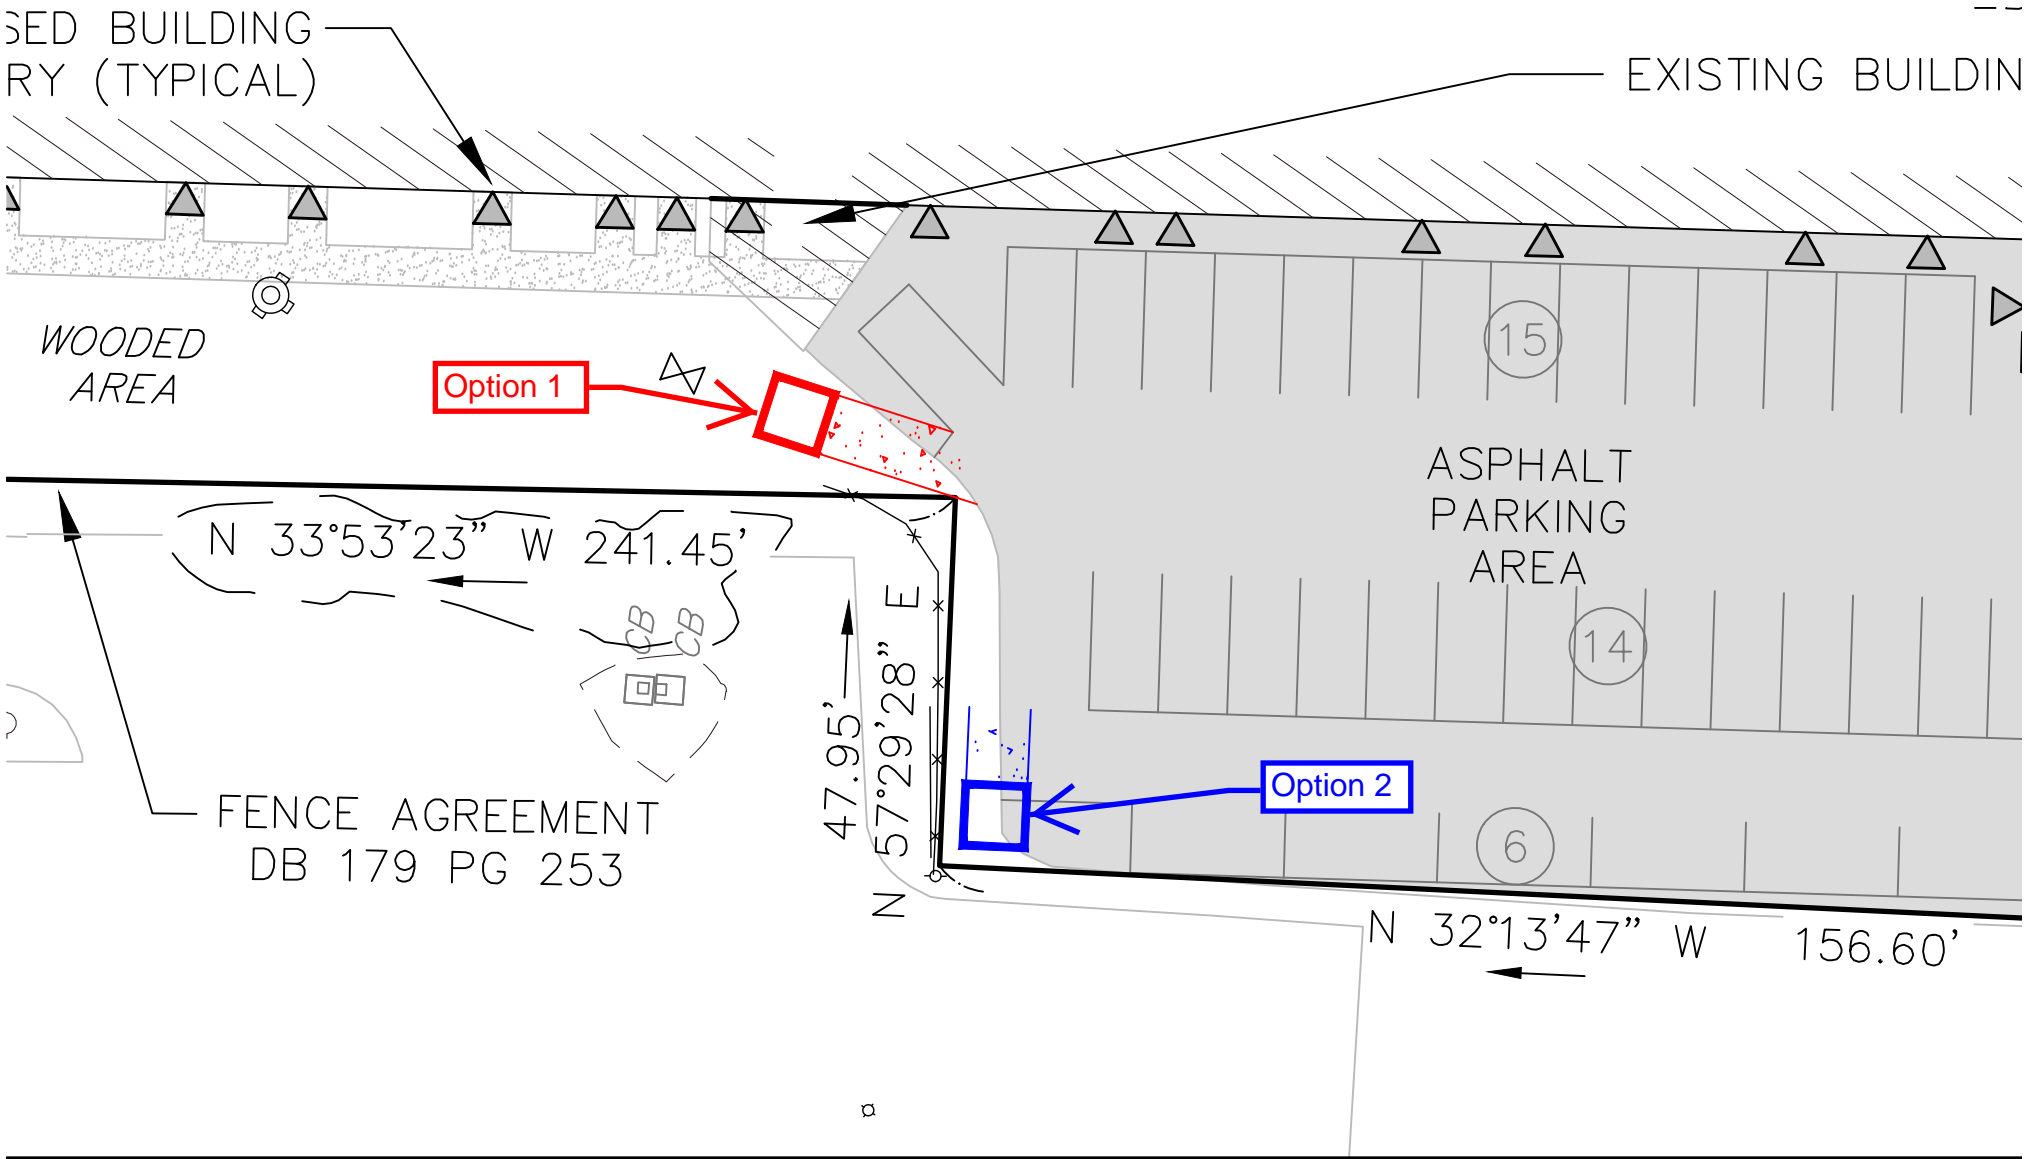 SED BUILDING
RY (TYPICAL)
EXISTING BUILDIN
WOODED
AREA
Option 1
15
ASPHALT
PARKING
AREA
N 33°53'23" W 241.45'
CB CB
14
47.95'
N 57°29'28" E
Option 2
6
FENCE AGREEMENT
DB 179 PG 253
N 32°13'47" W 156.60'